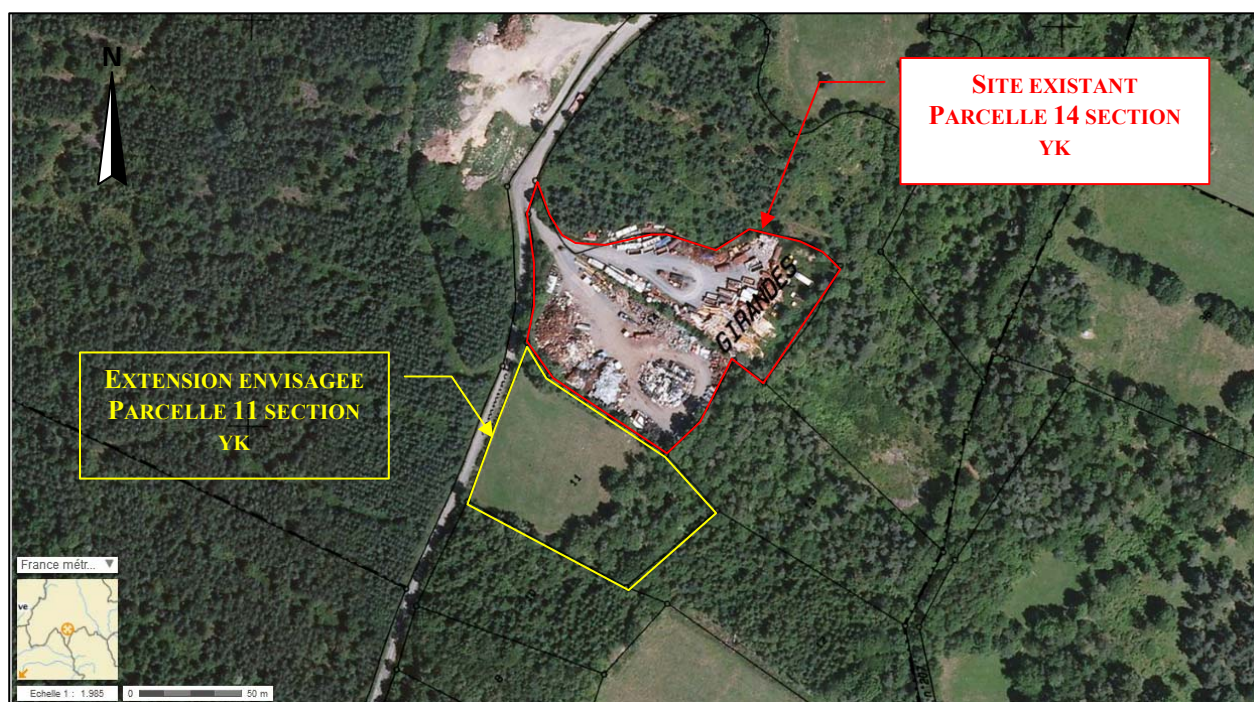 N
SITE EXISTANT
PARCELLE 14 SECTION
YK
GIRANDES
EXTENSION ENVISAGEE
PARCELLE 11 SECTION
YK
11
France métr...
ve
Echelle 1 : 1.985
0
50 m